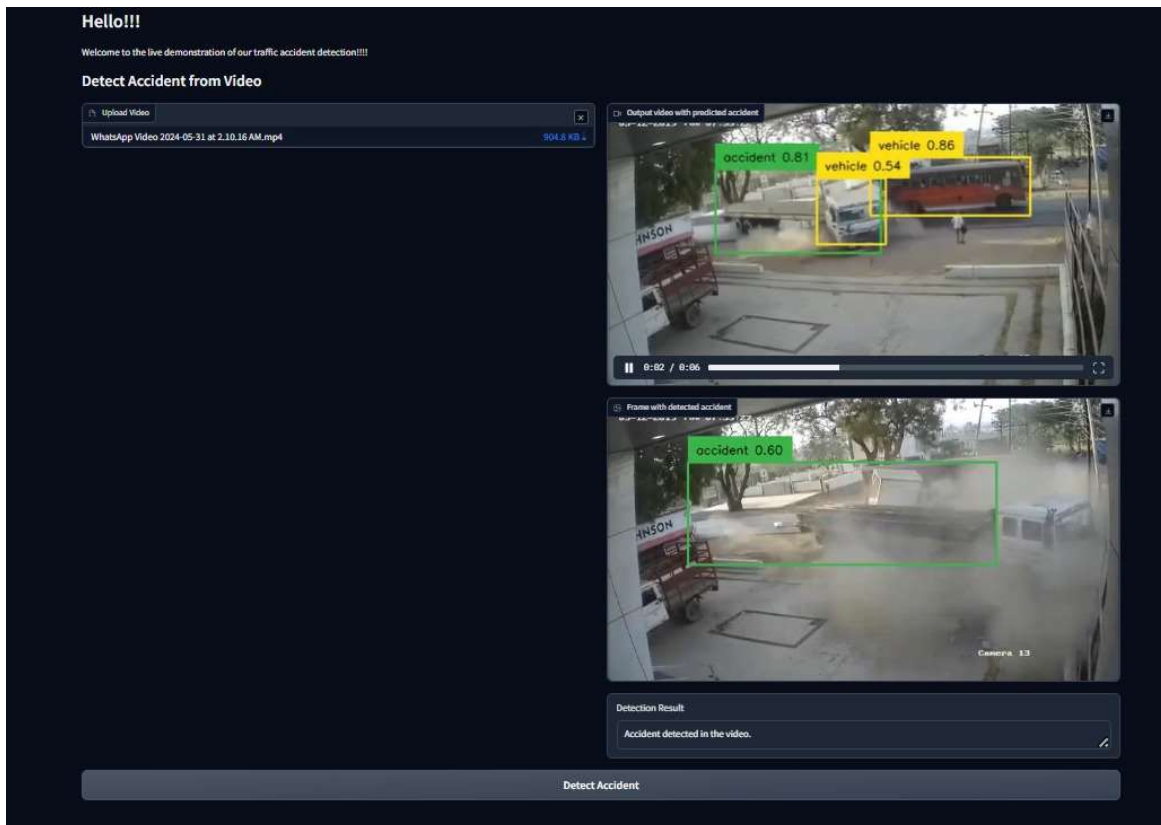 Hello!!!
Welcome to the live demonstration of our traffic accident detection!!!!
Detect Accident from Video
Upload Video
WhatsApp Video 2024-05-31 at 2.10.16 AM.mp4
904.8 KB ↓
Output video with predicted accident
accident 0.81
vehicle 0.54
vehicle 0.86
HNSON
0:02 / 0:06
Frame with detected accident
accident 0.60
HNSON
Camera 13
Detection Result
Accident detected in the video.
Detect Accident